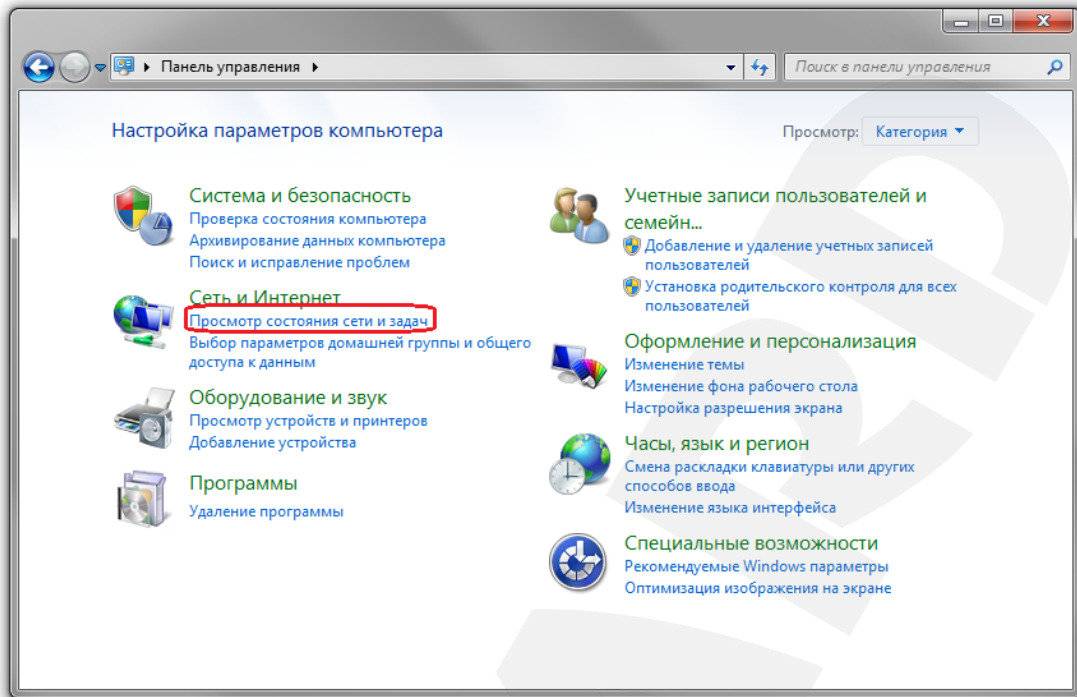 Панель управления
Поиск в панели управления
Настройка параметров компьютера
Просмотр: Категория
Система и безопасность
Проверка состояния компьютера
Архивирование данных компьютера
Поиск и исправление проблем
Сеть и Интернет
Просмотр состояния сети и задач
Выбор параметров домашней группы и общего
доступа к данным
Оборудование и звук
Просмотр устройств и принтеров
Добавление устройства
Программы
Удаление программы
Учетные записи пользователей и
семейн...
Добавление и удаление учетных записей
пользователей
Установка родительского контроля для всех
пользователей
Оформление и персонализация
Изменение темы
Изменение фона рабочего стола
Настройка разрешения экрана
Часы, язык и регион
Смена раскладки клавиатуры или других
способов ввода
Изменение языка интерфейса
Специальные возможности
Рекомендуемые Windows параметры
Оптимизация изображения на экране